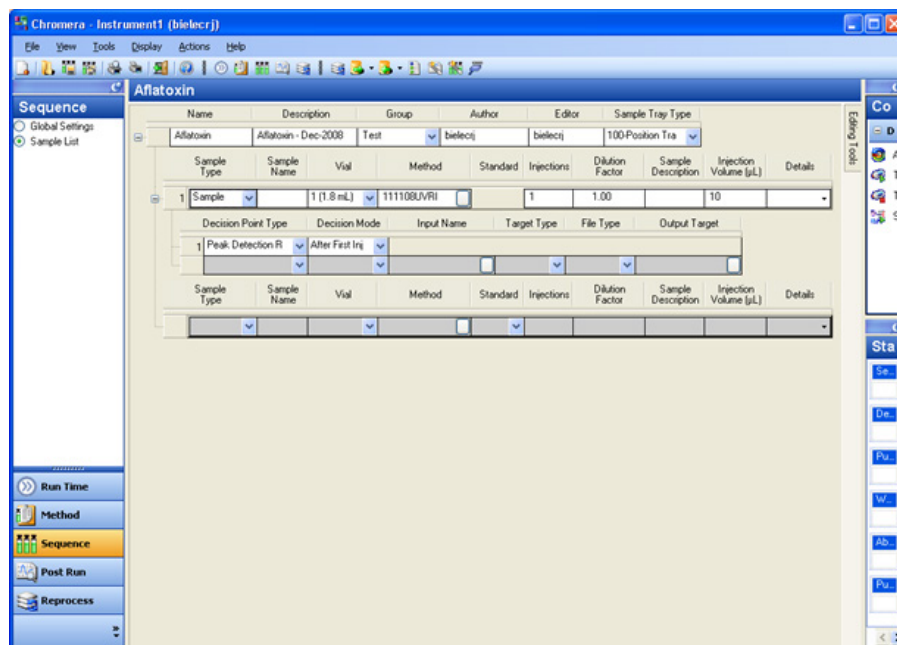 Chromera - Instrument1 (bielecrj)
File View Tools Display Actions Help
Sequence
Global Settings
Sample List
Aflatoxin
Name Description Group Author Editor Sample Tray Type
Aflatoxin Aflatoxin - Dec-2008 Test bielecrj bielecrj 100-Position Tra
Sample Type Sample Name Vial Method Standard Injections Dilution Factor Sample Description Injection Volume (µL) Details
1 Sample 1 (1.8 mL) 111108UVRI 1 1.00 10
Decision Point Type Decision Mode Input Name Target Type File Type Output Target
1 Peak Detection R After First Inj
Sample Type Sample Name Vial Method Standard Injections Dilution Factor Sample Description Injection Volume (µL) Details
Editing Tools
Co
D
A
T
T
S
Sta
Se...
De...
Pu...
W...
Ab...
Pu...
Run Time
Method
Sequence
Post Run
Reprocess